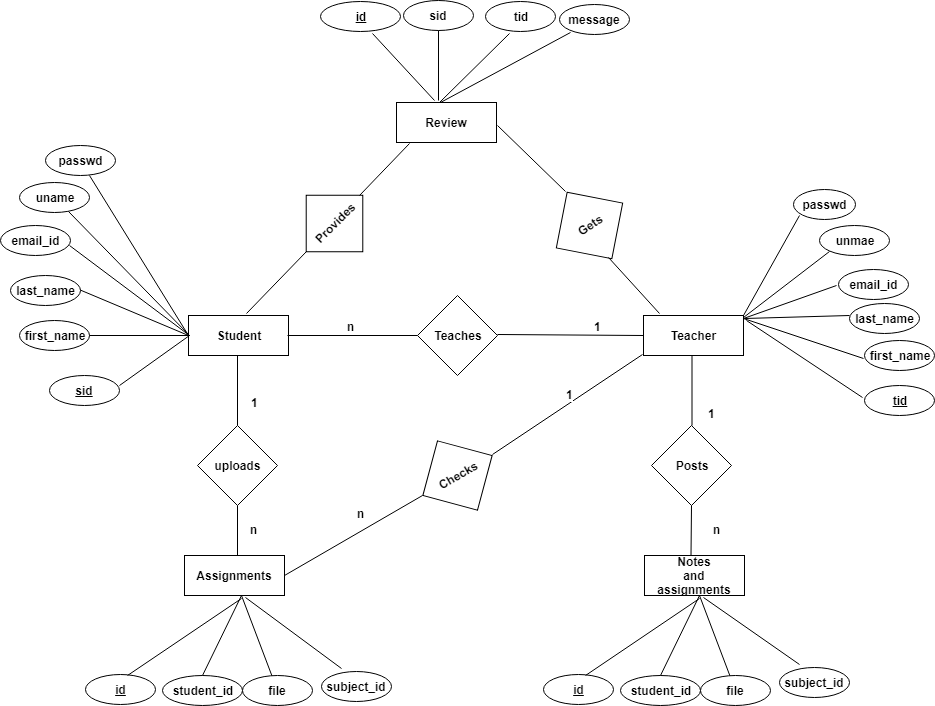 id
sid
tid
message
Review
passwd
uname
email_id
last_name
first_name
sid
Provides
Gets
passwd
unmae
email_id
last_name
first_name
tid
Student
n
Teaches
1
Teacher
1
uploads
n
1
Checks
n
1
Posts
n
Assignments
Notes
and
assignments
id
student_id
file
subject_id
id
student_id
file
subject_id